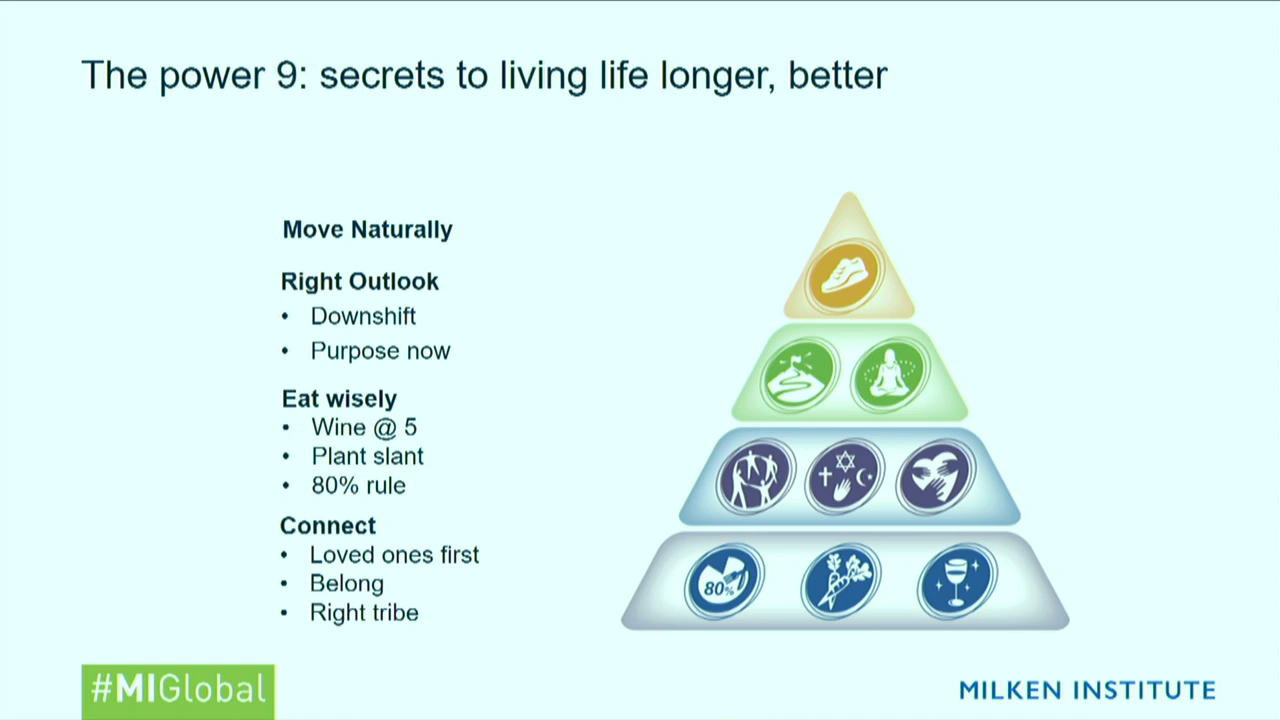 The power 9: secrets to living life longer, better
Move Naturally
Right Outlook
• Downshift
• Purpose now
Eat wisely
• Wine @ 5
• Plant slant
• 80% rule
Connect
• Loved ones first
• Belong
• Right tribe
80%
#MIGlobal
MILKEN INSTITUTE